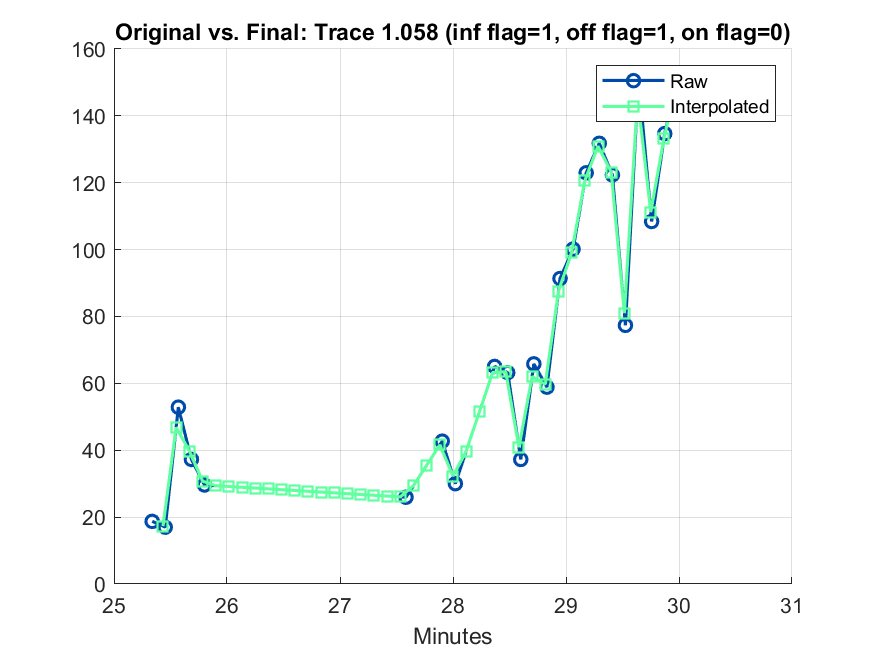 Original vs. Final: Trace 1.058 (inf flag=1, off flag=1, on flag=0)
160
140
120
100
80
60
40
20
0
Raw
Interpolated
25 26 27 28 29 30 31
Minutes